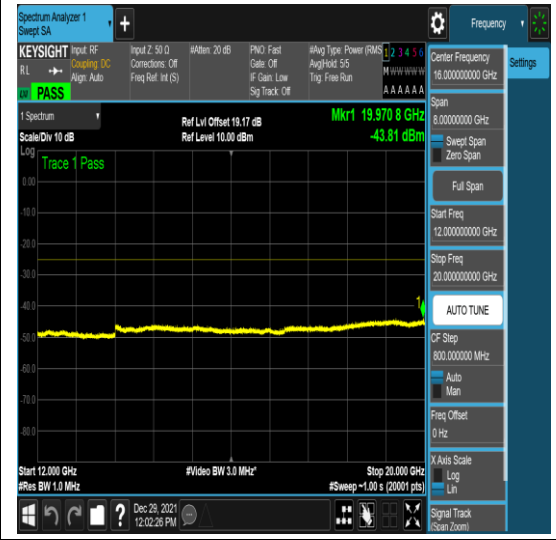 Spectrum Analyzer 1
Swept SA
+
Frequency
KEYSIGHT
Input: RF
Input Z: 50 Ω
#Atten: 20 dB
PNO: Fast
#Avg Type: Power (RMS
1 2 3 4 5 6
RL
Coupling: DC
Corrections: Off
Gate: Off
Avg|Hold: 5/5
M W W W W W
Align: Auto
Freq Ref: Int (S)
IF Gain: Low
Trig: Free Run
Sig Track: Off
A A A A A A
LXI
PASS
1 Spectrum
Ref Lvl Offset 19.17 dB
Mkr1 19.970 8 GHz
Scale/Div 10 dB
Ref Level 10.00 dBm
-43.81 dBm
Log
Trace 1 Pass
0.00
-10.0
-20.0
-30.0
-40.0
-50.0
-60.0
-70.0
-80.0
1
Start 12.000 GHz
#Video BW 3.0 MHz*
Stop 20.000 GHz
#Res BW 1.0 MHz
#Sweep ~1.00 s (20001 pts)
?
Dec 29, 2021
12:02:26 PM
Center Frequency
16.000000000 GHz
Settings
Span
8.00000000 GHz
Swept Span
Zero Span
Full Span
Start Freq
12.000000000 GHz
Stop Freq
20.000000000 GHz
AUTO TUNE
CF Step
800.000000 MHz
Auto
Man
Freq Offset
0 Hz
X Axis Scale
Log
Lin
Signal Track
(Span Zoom)